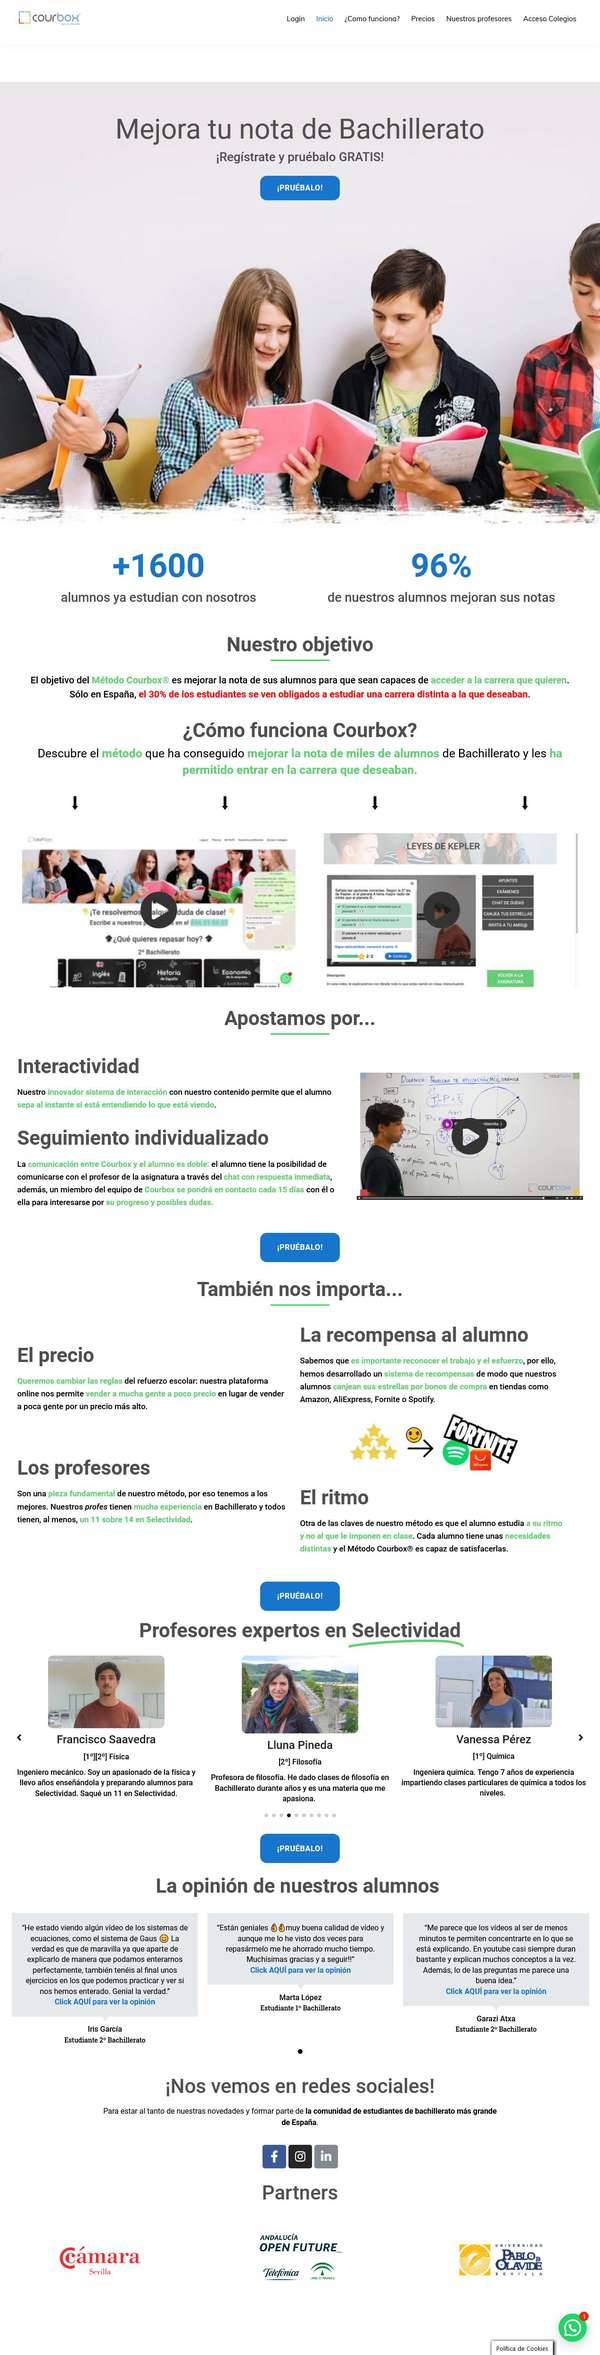 courbox
Login
Inicio
¿Como funciona?
Precios
Nuestros profesores
Acceso Colegios
Mejora tu nota de Bachillerato
¡Regístrate y pruébalo GRATIS!
¡PRUÉBALO!
+1600
alumnos ya estudian con nosotros
96%
de nuestros alumnos mejoran sus notas
Nuestro objetivo
El objetivo del Método Courbox® es mejorar la nota de sus alumnos para que sean capaces de acceder a la carrera que quieren.
Sólo en España, el 30% de los estudiantes se ven obligados a estudiar una carrera distinta a la que deseaban.
¿Cómo funciona Courbox?
Descubre el método que ha conseguido mejorar la nota de miles de alumnos de Bachillerato y les ha
permitido entrar en la carrera que deseaban.
¡Te resolvemos
duda de clase!
¿Qué quieres repasar hoy?
2º Bachillerato
Inglés
Historia
Economía
LEYES DE KEPLER
APUNTES
EXÁMENES
CHAT DE DUDAS
CANJEA TUS ESTRELLAS
INVITA A TU AMIG@
VOLVER A LA
ASIGNATURA
Apostamos por...
Interactividad
Nuestro innovador sistema de interacción con nuestro contenido permite que el alumno
sepa al instante si está entendiendo lo que está viendo.
Seguimiento individualizado
La comunicación entre Courbox y el alumno es doble: el alumno tiene la posibilidad de
comunicarse con el profesor de la asignatura a través del chat con respuesta inmediata,
además, un miembro del equipo de Courbox se pondrá en contacto cada 15 días con él o
ella para interesarse por su progreso y posibles dudas.
COURBOX
¡PRUÉBALO!
También nos importa...
El precio
Queremos cambiar las reglas del refuerzo escolar: nuestra plataforma
online nos permite vender a mucha gente a poco precio en lugar de vender
a poca gente por un precio más alto.
La recompensa al alumno
Sabemos que es importante reconocer el trabajo y el esfuerzo, por ello,
hemos desarrollado un sistema de recompensas de modo que nuestros
alumnos canjean sus estrellas por bonos de compra en tiendas como
Amazon, AliExpress, Fornite o Spotify.
FORTNITE
Los profesores
Son una pieza fundamental de nuestro método, por eso tenemos a los
mejores. Nuestros profes tienen mucha experiencia en Bachillerato y todos
tienen, al menos, un 11 sobre 14 en Selectividad.
El ritmo
Otra de las claves de nuestro método es que el alumno estudia a su ritmo
y no al que le imponen en clase. Cada alumno tiene unas necesidades
distintas y el Método Courbox® es capaz de satisfacerlas.
¡PRUÉBALO!
Profesores expertos en Selectividad
Francisco Saavedra
[1º][2º] Física
Ingeniero mecánico. Soy un apasionado de la física y
llevo años enseñándola y preparando alumnos para
Selectividad. Saqué un 11 en Selectividad.
Lluna Pineda
[2º] Filosofía
Profesora de filosofía. He dado clases de filosofía en
Bachillerato durante años y es una materia que me
apasiona.
Vanessa Pérez
[1º] Química
Ingeniera química. Tengo 7 años de experiencia
impartiendo clases particulares de química a todos los
niveles.
¡PRUÉBALO!
La opinión de nuestros alumnos
“He estado viendo algún vídeo de los sistemas de
ecuaciones, como el sistema de Gaus 😊 La
verdad es que de maravilla ya que aparte de
explicarlo de manera que podamos enterarnos
perfectamente, también tenéis al final unos
ejercicios en los que podemos practicar y ver si
nos hemos enterado. Genial la verdad.”
Click AQUÍ para ver la opinión
Iris García
Estudiante 2º Bachillerato
“Están geniales 👌👌muy buena calidad de vídeo y
aunque me lo he visto dos veces para
repasármelo me he ahorrado mucho tiempo.
Muchísimas gracias y a seguir!!”
Click AQUÍ para ver la opinión
Marta López
Estudiante 1º Bachillerato
“Me parece que los vídeos al ser de menos
minutos te permiten concentrarte en lo que se
está explicando. En youtube casi siempre duran
bastante y explican muchos conceptos a la vez.
Además, lo de las preguntas me parece una
buena idea.”
Click AQUÍ para ver la opinión
Garazi Atxa
Estudiante 2º Bachillerato
¡Nos vemos en redes sociales!
Para estar al tanto de nuestras novedades y formar parte de la comunidad de estudiantes de bachillerato más grande
de España.
Partners
Cámara
Sevilla
ANDALUCÍA
OPEN FUTURE_
Telefónica
UNIVERSIDAD
PABLO DE
OLAVIDE
SEVILLA
1
Política de Cookies